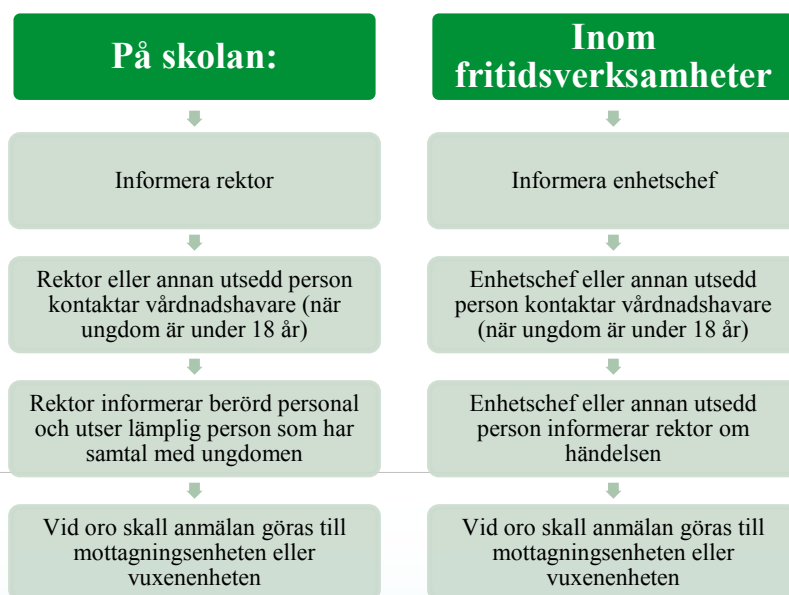 På skolan:
Informera rektor
Rektor eller annan utsedd person
kontaktar vårdnadshavare (när
ungdom är under 18 år)
Rektor informerar berörd personal
och utser lämplig person som har
samtal med ungdomen
Vid oro skall anmälan göras till
mottagningsenheten eller
vuxenenheten
Inom
fritidsverksamheter
Informera enhetschef
Enhetschef eller annan utsedd
person kontaktar vårdnadshavare
(när ungdom är under 18 år)
Enhetschef eller annan utsedd
person informerar rektor om
händelsen
Vid oro skall anmälan göras till
mottagningsenheten eller
vuxenenheten